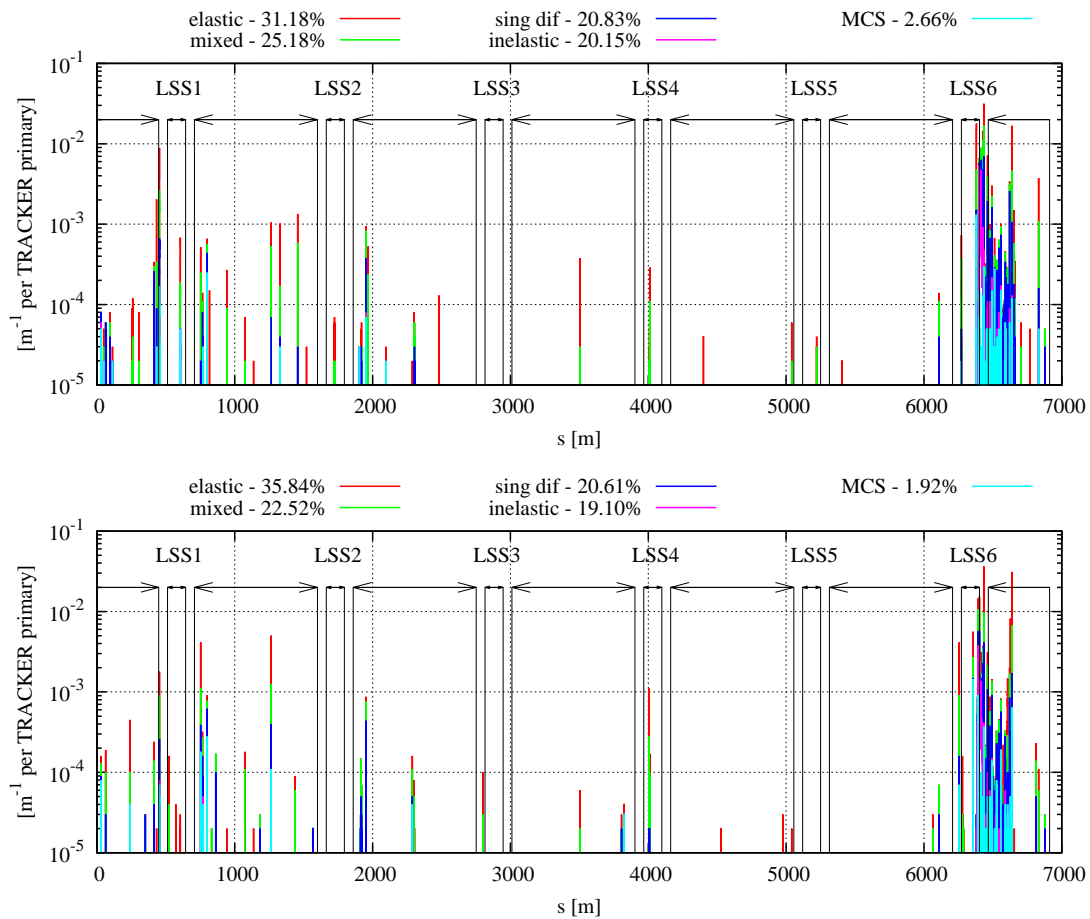 elastic - 31.18% sing dif - 20.83% MCS - 2.66%
mixed - 25.18% inelastic - 20.15%
10^-1
LSS1 LSS2 LSS3 LSS4 LSS5 LSS6
10^-2
10^-3
10^-4
10^-5
[m^-1 per TRACKER primary]
0 1000 2000 3000 4000 5000 6000 7000
s [m]
elastic - 35.84% sing dif - 20.61% MCS - 1.92%
mixed - 22.52% inelastic - 19.10%
10^-1
LSS1 LSS2 LSS3 LSS4 LSS5 LSS6
10^-2
10^-3
10^-4
10^-5
[m^-1 per TRACKER primary]
0 1000 2000 3000 4000 5000 6000 7000
s [m]